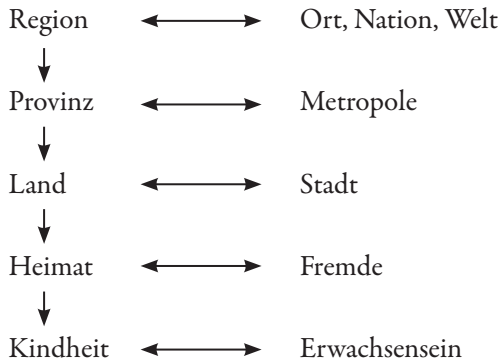 Region Ort, Nation, Welt
Provinz Metropole
Land Stadt
Heimat Fremde
Kindheit Erwachsensein